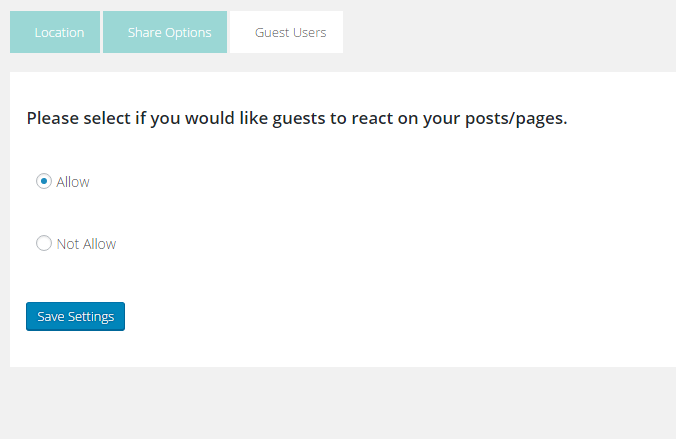 Location
Share Options
Guest Users
Please select if you would like guests to react on your posts/pages.
Allow
Not Allow
Save Settings